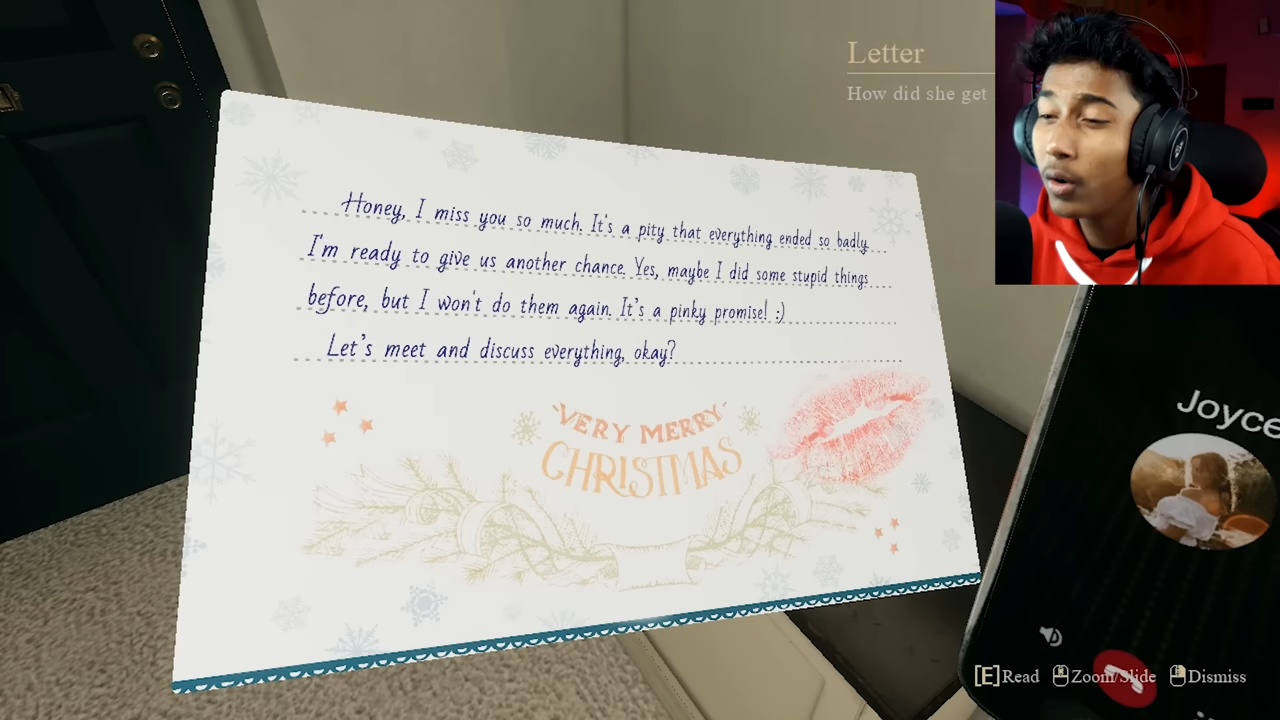 Letter
How did she get
Honey, I miss you so much. It's a pity that everything ended so badly.
I'm ready to give us another chance. Yes, maybe I did some stupid things
before, but I won't do them again. It's a pinky promise! :)
Let's meet and discuss everything, okay?
VERY MERRY
CHRISTMAS
Joyce
[E]Read Zoom/Slide Dismiss